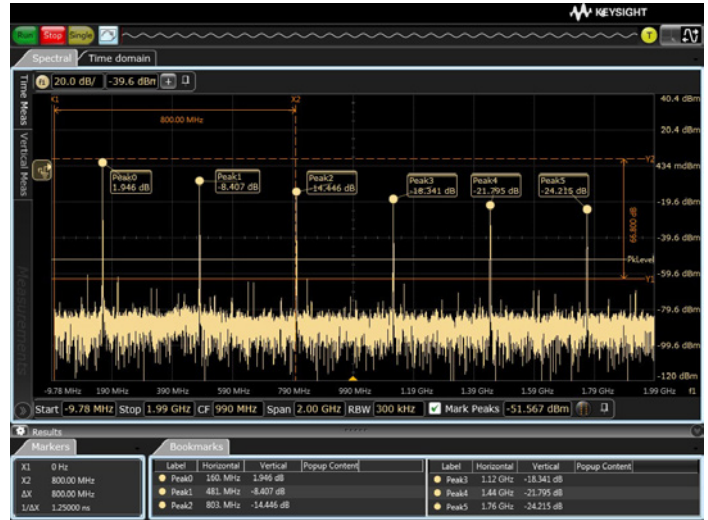 KEYSIGHT
Run Stop Single T
Spectral Time domain
f1 20.0 dB/ -39.6 dBm
Time Meas
Vertical Meas
Measurements
X1 X2
800.00 MHz
40.4 dBm
20.4 dBm
Y2 434 mdBm
Peak0
1.946 dB
Peak1
-8.407 dB
Peak2
-14.446 dB
Peak3
-18.341 dB
Peak4
-21.795 dB
Peak5
-24.215 dB
-19.6 dBm
66.800 dB
-39.6 dBm
PkLevel
-59.6 dBm
Y1
-79.6 dBm
-99.6 dBm
-120 dBm
-9.78 MHz 190 MHz 390 MHz 590 MHz 790 MHz 990 MHz 1.19 GHz 1.39 GHz 1.59 GHz 1.79 GHz 1.99 GHz f1
Start -9.78 MHz Stop 1.99 GHz CF 990 MHz Span 2.00 GHz RBW 300 kHz Mark Peaks -51.567 dBm
Results
Markers Bookmarks
X1 0 Hz
X2 800.00 MHz
ΔX 800.00 MHz
1/ΔX 1.25000 ns
Label Horizontal Vertical Popup Content
Peak0 160. MHz 1.946 dB
Peak1 481. MHz -8.407 dB
Peak2 803. MHz -14.446 dB
Label Horizontal Vertical Popup Content
Peak3 1.12 GHz -18.341 dB
Peak4 1.44 GHz -21.795 dB
Peak5 1.76 GHz -24.215 dB